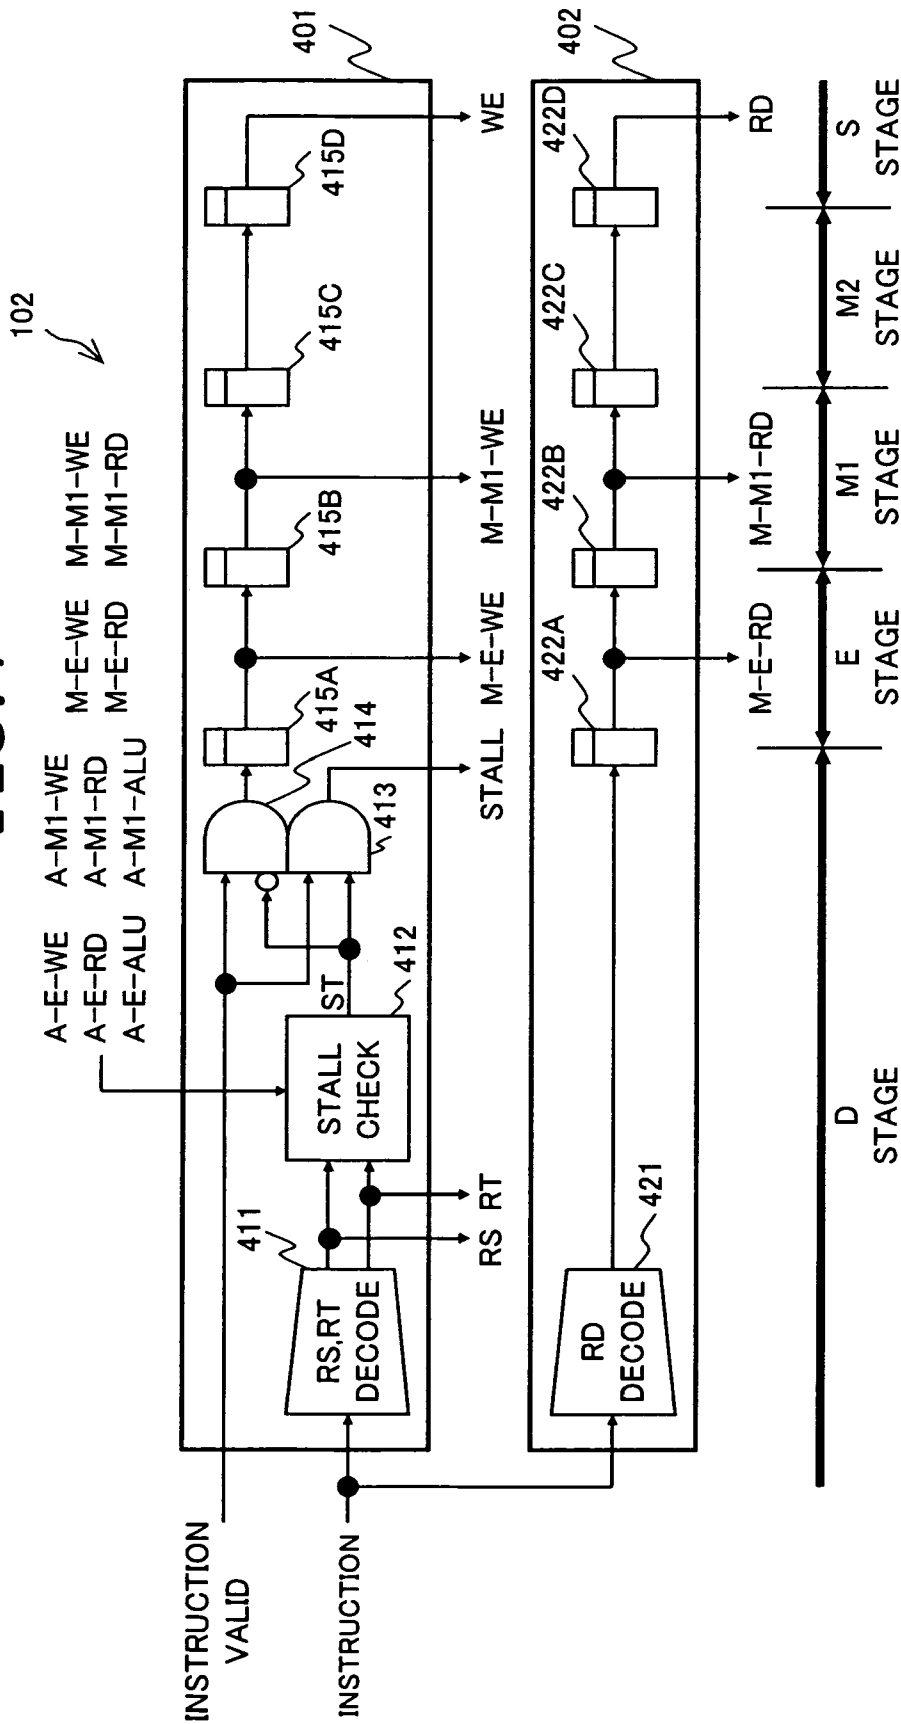 102
A-E-WE A-M1-WE M-E-WE M-M1-WE
A-E-RD A-M1-RD M-E-RD M-M1-RD
A-E-ALU A-M1-ALU
401
INSTRUCTION
VALID
INSTRUCTION
411
RS,RT
DECODE
STALL
CHECK
412
ST
413
414
415A
415B
415C
415D
RS
RT
STALL
M-E-WE
M-M1-WE
WE
402
RD
DECODE
421
422A
422B
422C
422D
M-E-RD
M-M1-RD
RD
D
STAGE
E
STAGE
M1
STAGE
M2
STAGE
S
STAGE